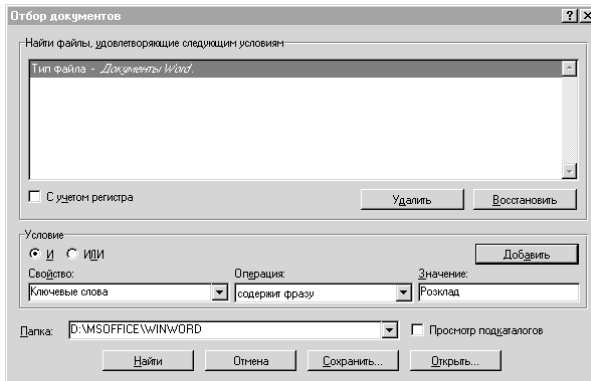 Отбор документов
Найти файлы, удовлетворяющие следующим условиям
Тип файла - Документы Word.
С учетом регистра
Удалить
Восстановить
Условие
И
ИЛИ
Добавить
Свойство:
Операция:
Значение:
Ключевые слова
содержит фразу
Розклад
Папка:
D:\MSOFFICE\WINWORD
Просмотр подкаталогов
Найти
Отмена
Сохранить...
Открыть...